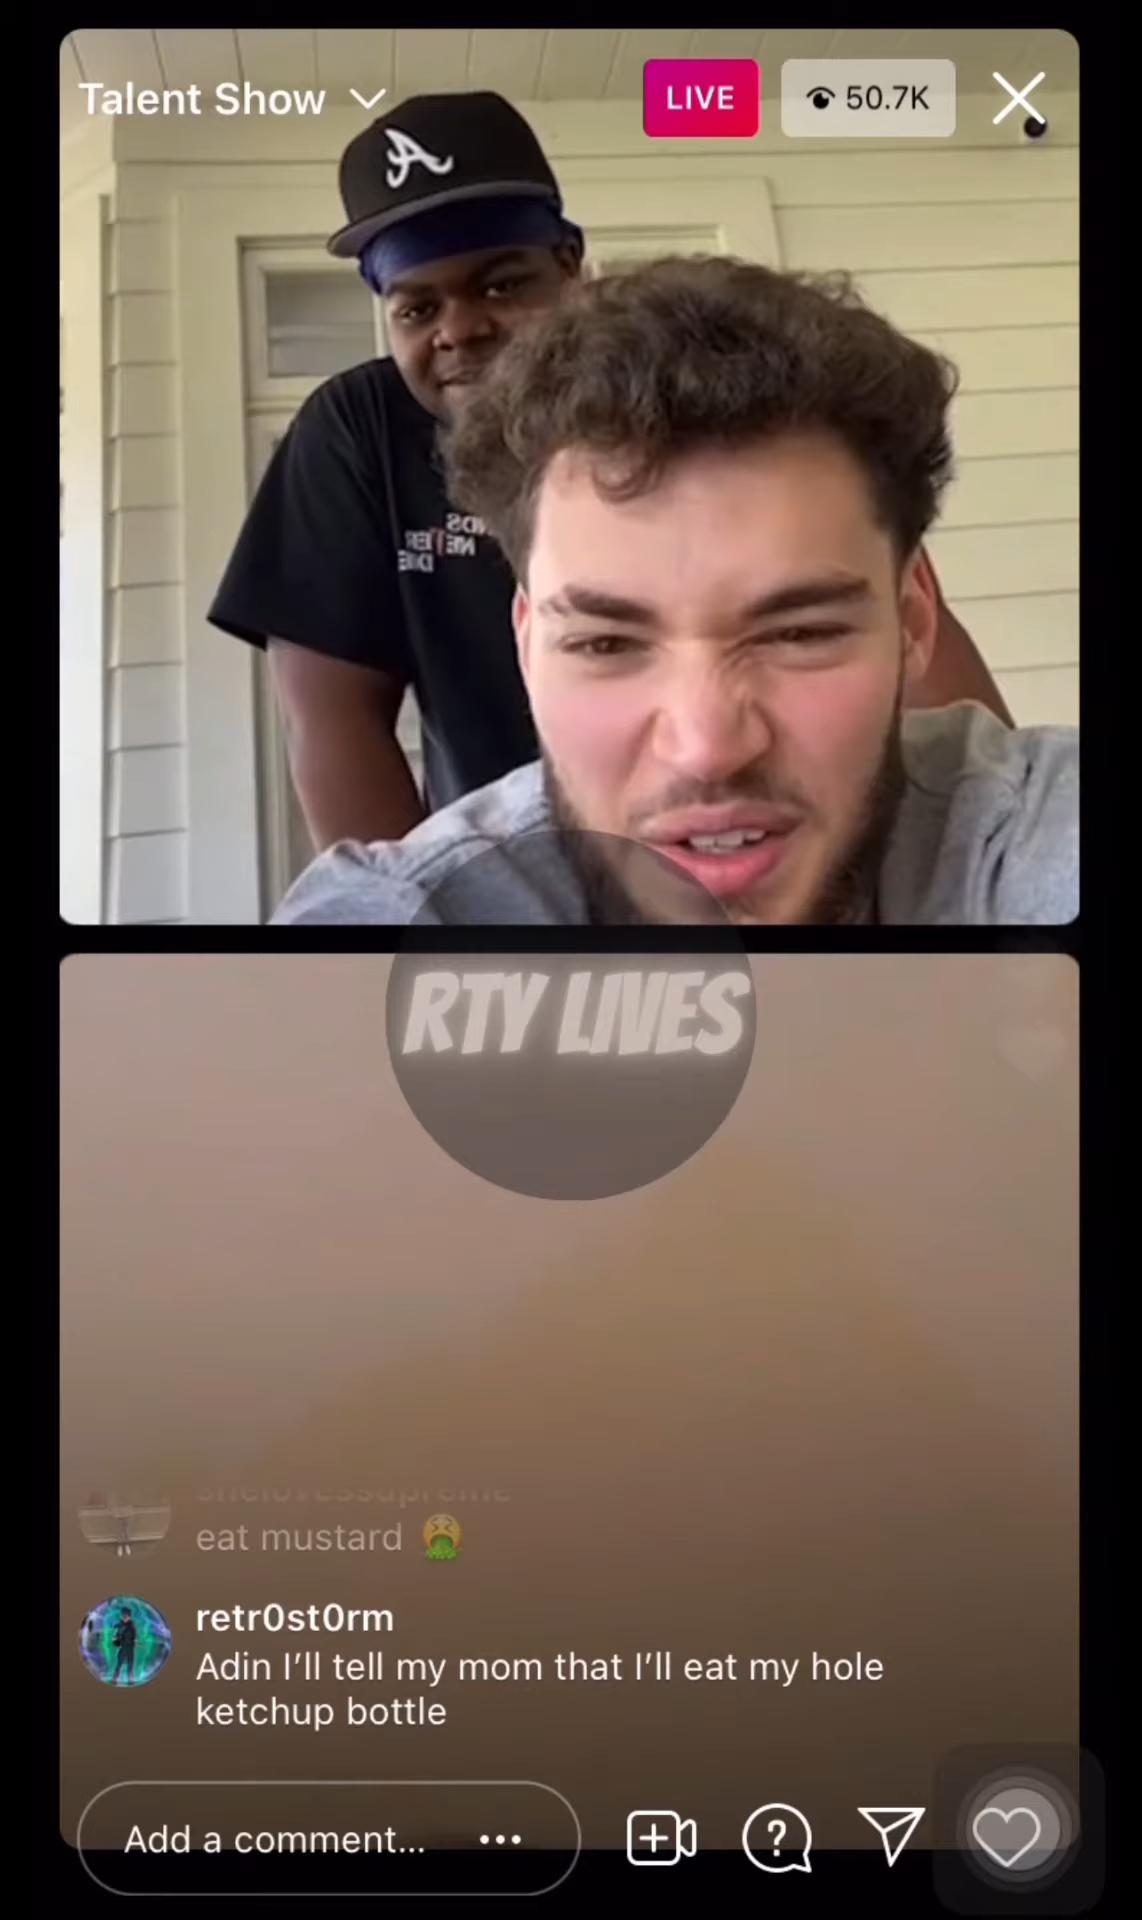 Talent Show
LIVE
50.7K
A
RTY LIVES
shelovessupreme
eat mustard 🤮
retr0st0rm
Adin I’ll tell my mom that I’ll eat my hole
ketchup bottle
Add a comment...